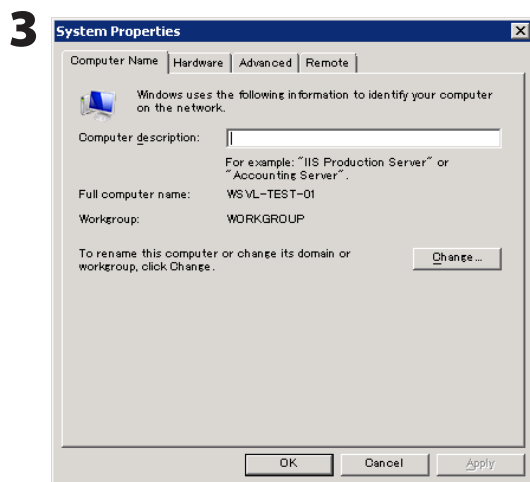 3
System Properties
Computer Name Hardware Advanced Remote
Windows uses the following information to identify your computer
on the network.
Computer description:
For example: "IIS Production Server" or
"Accounting Server".
Full computer name: WSVL-TEST-01
Workgroup: WORKGROUP
To rename this computer or change its domain or
workgroup, click Change.
Change...
OK Cancel Apply